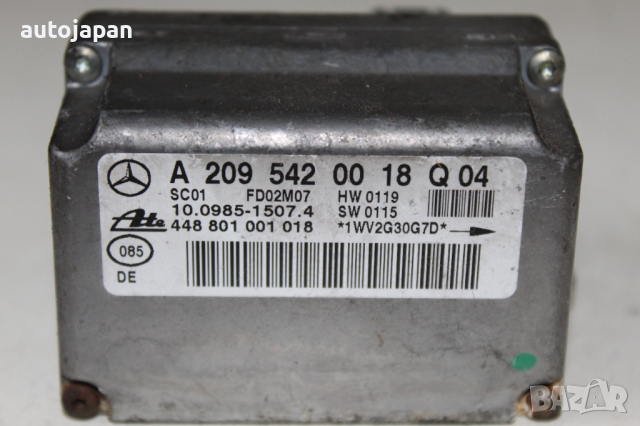 autojapan
A 209 542 00 18 Q 04
SC01 FD02M07 HW 0119
10.0985-1507.4 SW 0115
Ate 448 801 001 018 *1WV2G30G7D*
085
DE
BAZAR